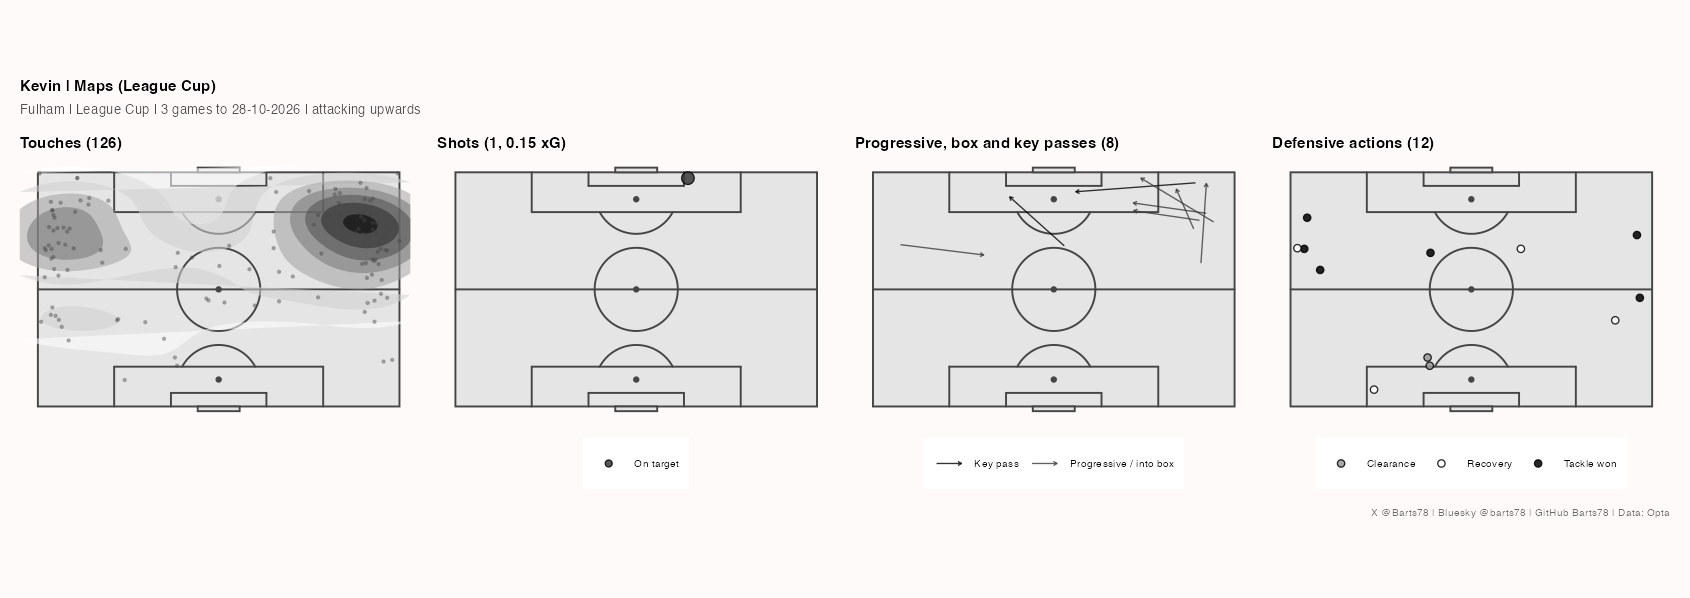 Kevin | Maps (League Cup)
Fulham | League Cup | 3 games to 28-10-2026 | attacking upwards
Touches (126)
Shots (1, 0.15 xG)
Progressive, box and key passes (8)
Defensive actions (12)
On target
Key pass
Progressive / into box
Clearance
Recovery
Tackle won
X @Barts78 | Bluesky @barts78 | GitHub Barts78 | Data: Opta